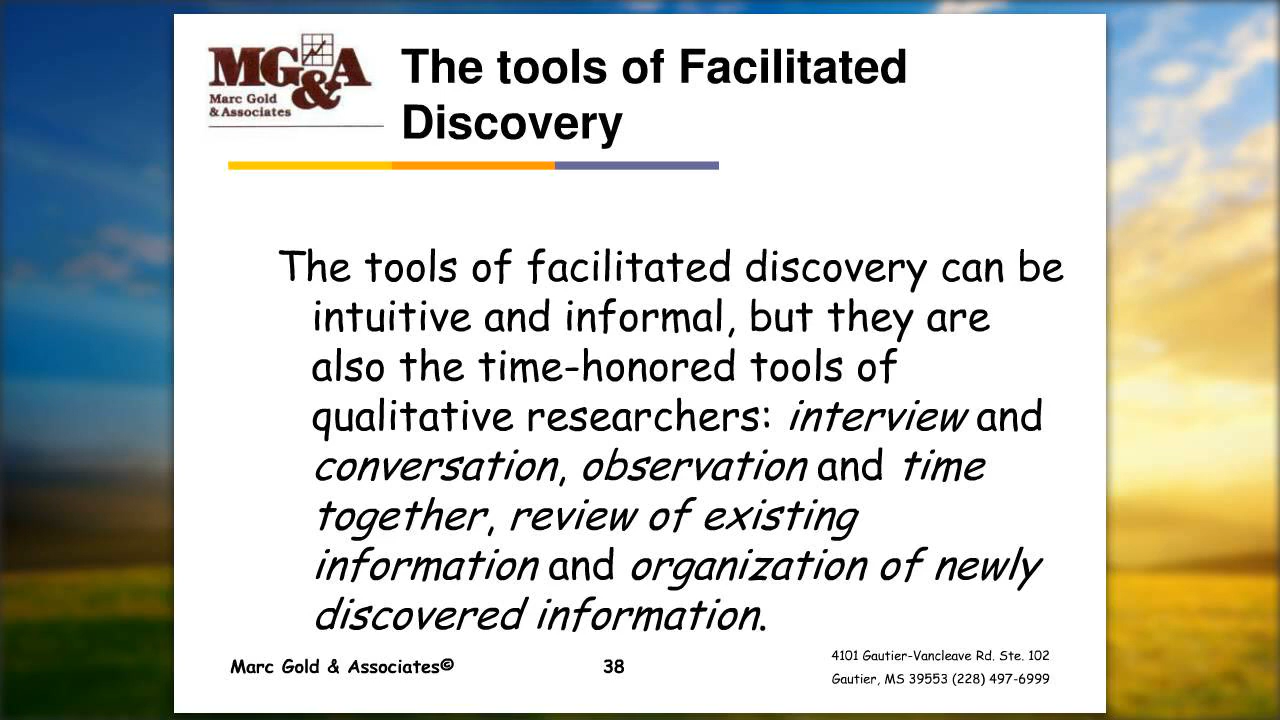 MG&A
Marc Gold
& Associates
The tools of Facilitated
Discovery
The tools of facilitated discovery can be
intuitive and informal, but they are
also the time-honored tools of
qualitative researchers: interview and
conversation, observation and time
together, review of existing
information and organization of newly
discovered information.
Marc Gold & Associates©
38
4101 Gautier-Vancleave Rd. Ste. 102
Gautier, MS 39553 (228) 497-6999